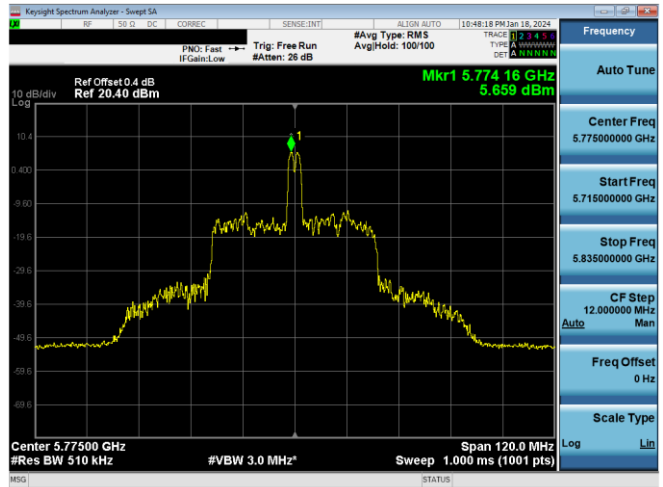 Keysight Spectrum Analyzer - Swept SA
RF 50 Ω DC CORREC SENSE:INT ALIGN AUTO 10:48:18 PM Jan 18, 2024
PNO: Fast
IFGain:Low
Trig: Free Run
#Atten: 26 dB
#Avg Type: RMS
Avg|Hold: 100/100
TRACE 1 2 3 4 5 6
TYPE A WWWWW
DET A N N N N N
Mkr1 5.774 16 GHz
5.659 dBm
Ref Offset 0.4 dB
10 dB/div Ref 20.40 dBm
Log
1
10.4
0.400
-9.60
-19.6
-29.6
-39.6
-49.6
-59.6
-69.6
Center 5.77500 GHz Span 120.0 MHz
#Res BW 510 kHz #VBW 3.0 MHz* Sweep 1.000 ms (1001 pts)
MSG STATUS
Frequency
Auto Tune
Center Freq
5.775000000 GHz
Start Freq
5.715000000 GHz
Stop Freq
5.835000000 GHz
CF Step
12.000000 MHz
Auto Man
Freq Offset
0 Hz
Scale Type
Log Lin